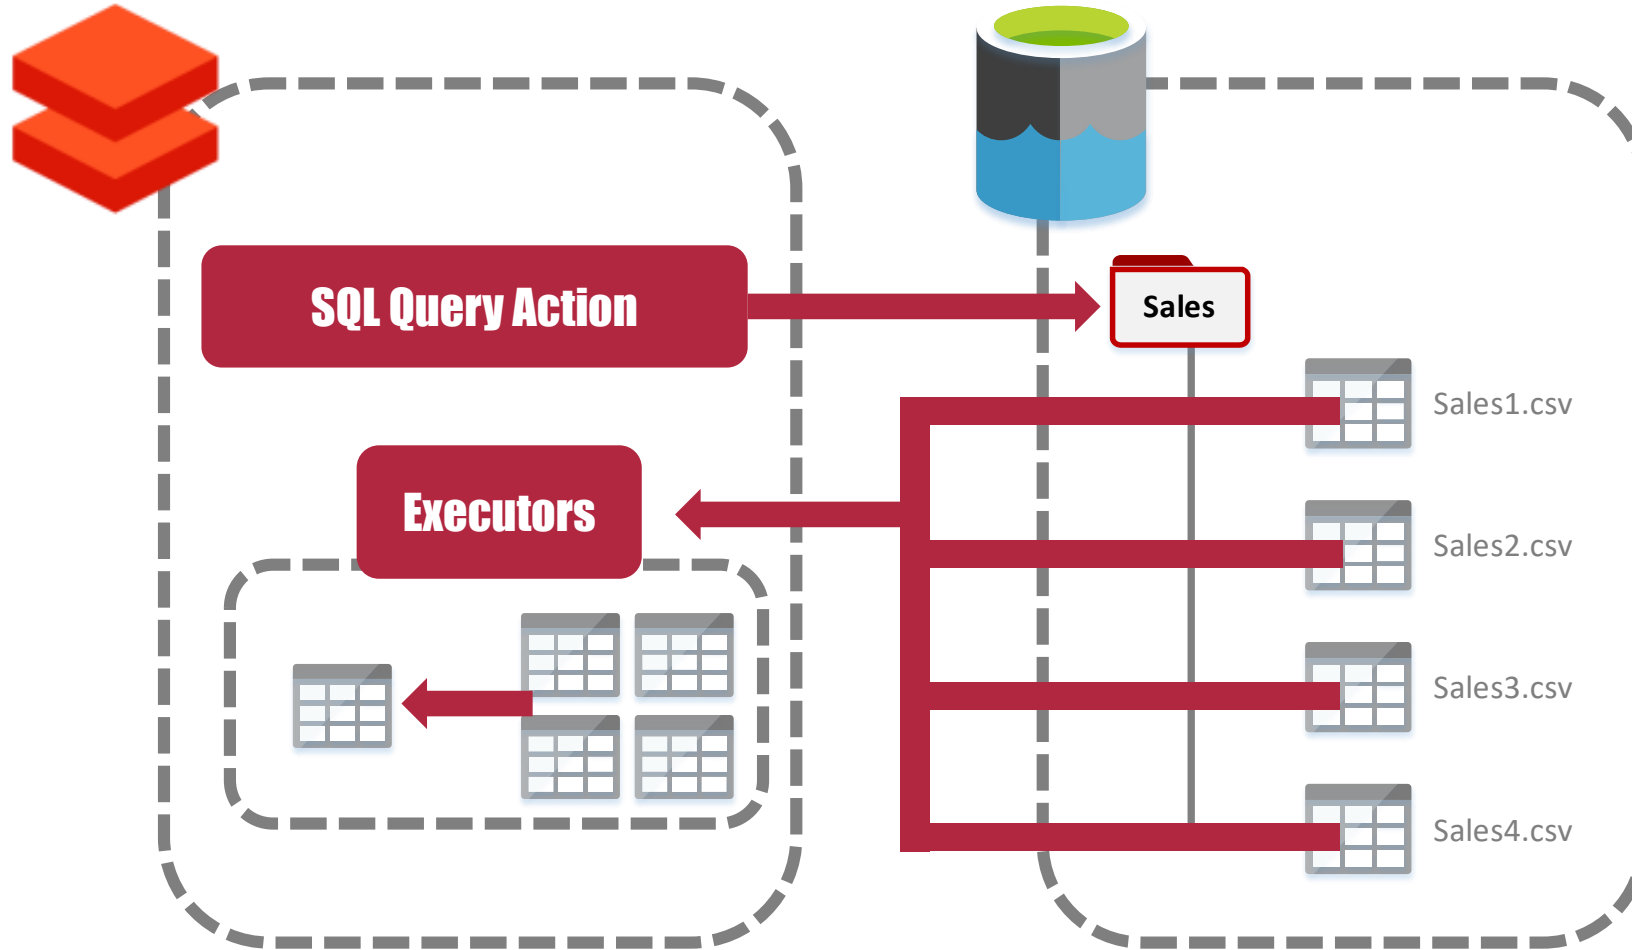 SQL Query Action
Sales
Sales1.csv
Executors
Sales2.csv
Sales3.csv
Sales4.csv